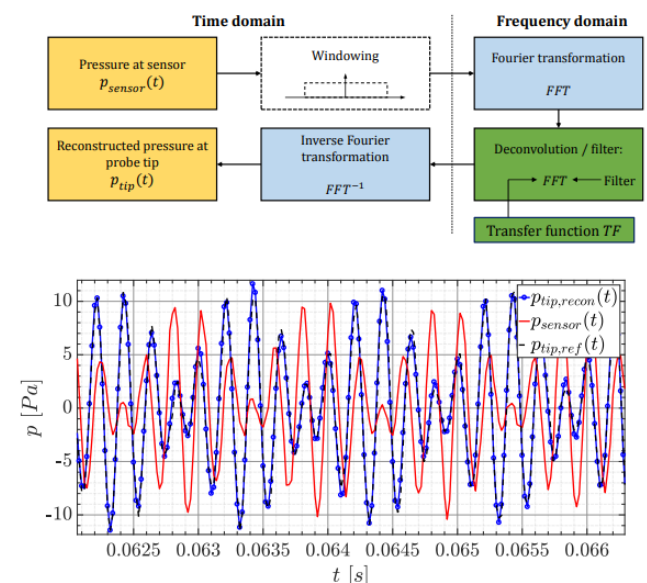 Time domain
Frequency domain
Pressure at sensor
p_sensor(t)
Windowing
Fourier transformation
FFT
Reconstructed pressure at
probe tip
p_tip(t)
Inverse Fourier
transformation
FFT⁻¹
Deconvolution / filter:
FFT
Filter
Transfer function TF
10
5
0
-5
-10
p [Pa]
p_tip,recon(t)
p_sensor(t)
p_tip,ref(t)
0.0625 0.063 0.0635 0.064 0.0645 0.065 0.0655 0.066
t [s]